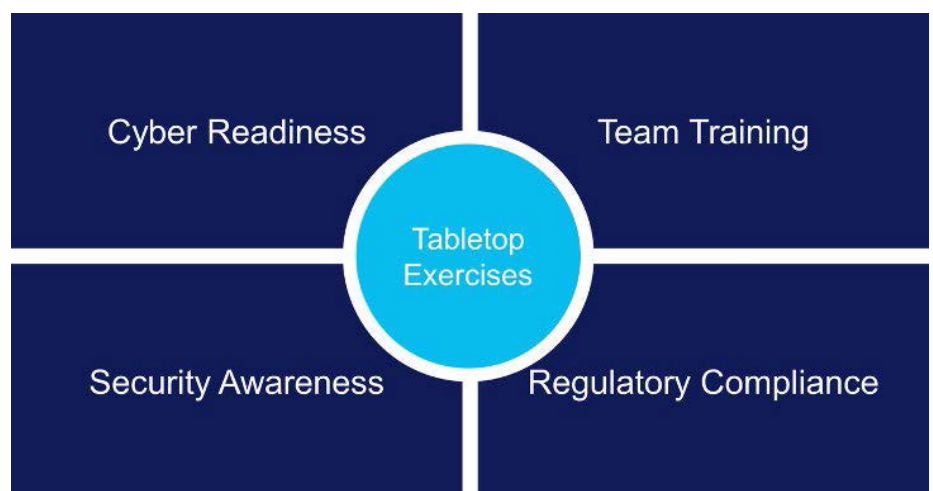 Cyber Readiness
Team Training
Tabletop
Exercises
Security Awareness
Regulatory Compliance